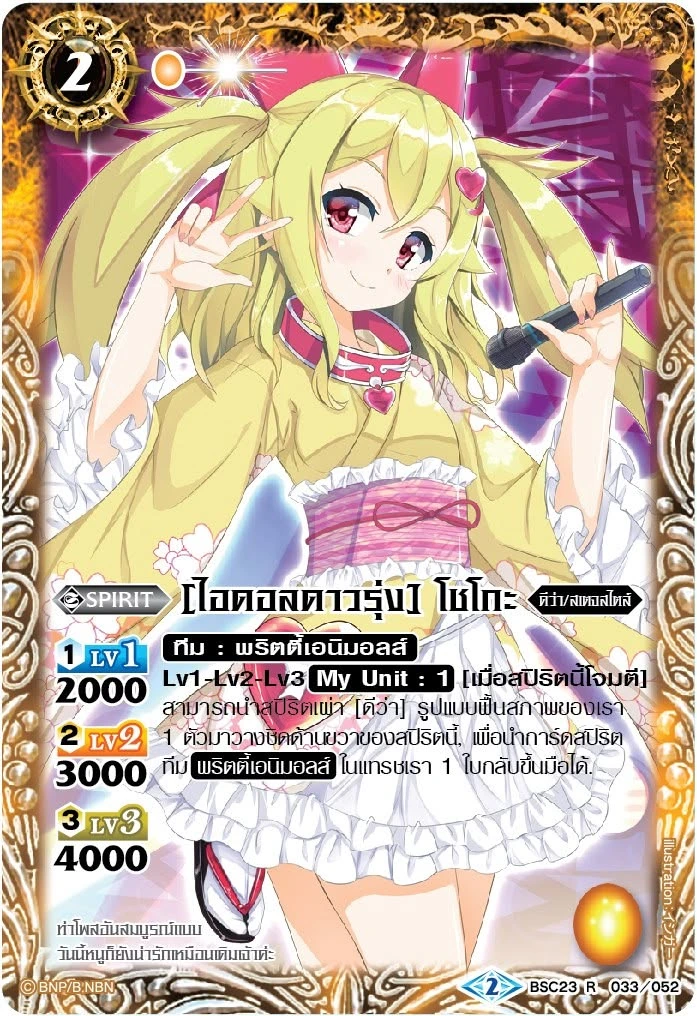 2
SPIRIT
[ไอดอลดาวรุ่ง] โชโกะ
ดีว่า/สเตอลไตล์
1 LV1
2000
2 LV2
3000
3 LV3
4000
ทีม : พริตตี้เอนิมอลส์
Lv1-Lv2-Lv3 My Unit : 1 [เมื่อสปิริตนี้โจมตี]
สามารถนำสปิริตเผ่า [ดีว่า] รูปแบบฟื้นสภาพของเรา
1 ตัวมาวางชิดด้านขวาของสปิริตนี้, เพื่อนำการ์ดสปิริต
ทีม พริตตี้เอนิมอลส์ ในแทรชเรา 1 ใบกลับขึ้นมือได้.
ท่าโพสอันสมบูรณ์แบบ
วันนี้หนูก็ยังน่ารักเหมือนเดิมเจ้าค่ะ
Illustration : インガー
©BNP/B.NBN
2
BSC23 R 033/052